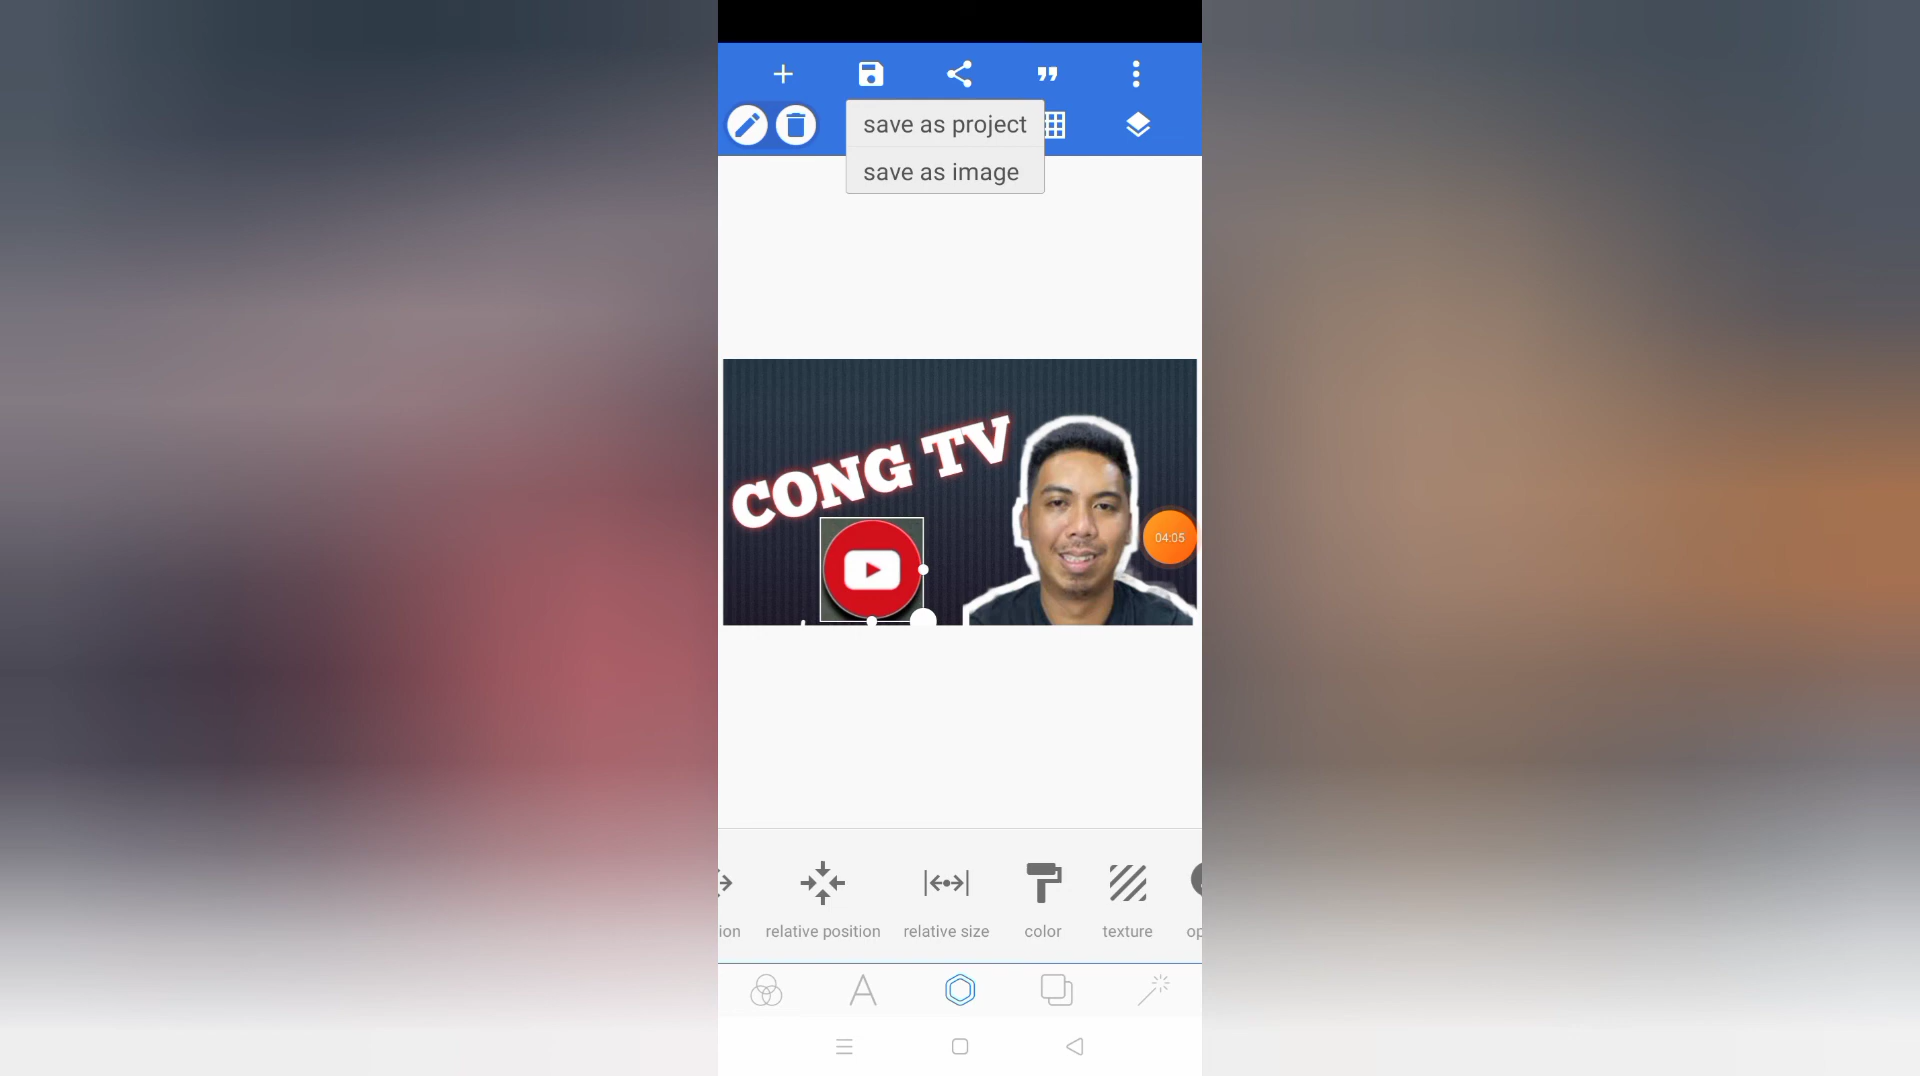 save as project
save as image
CONG TV
04:05
ion
relative position
relative size
color
texture
op